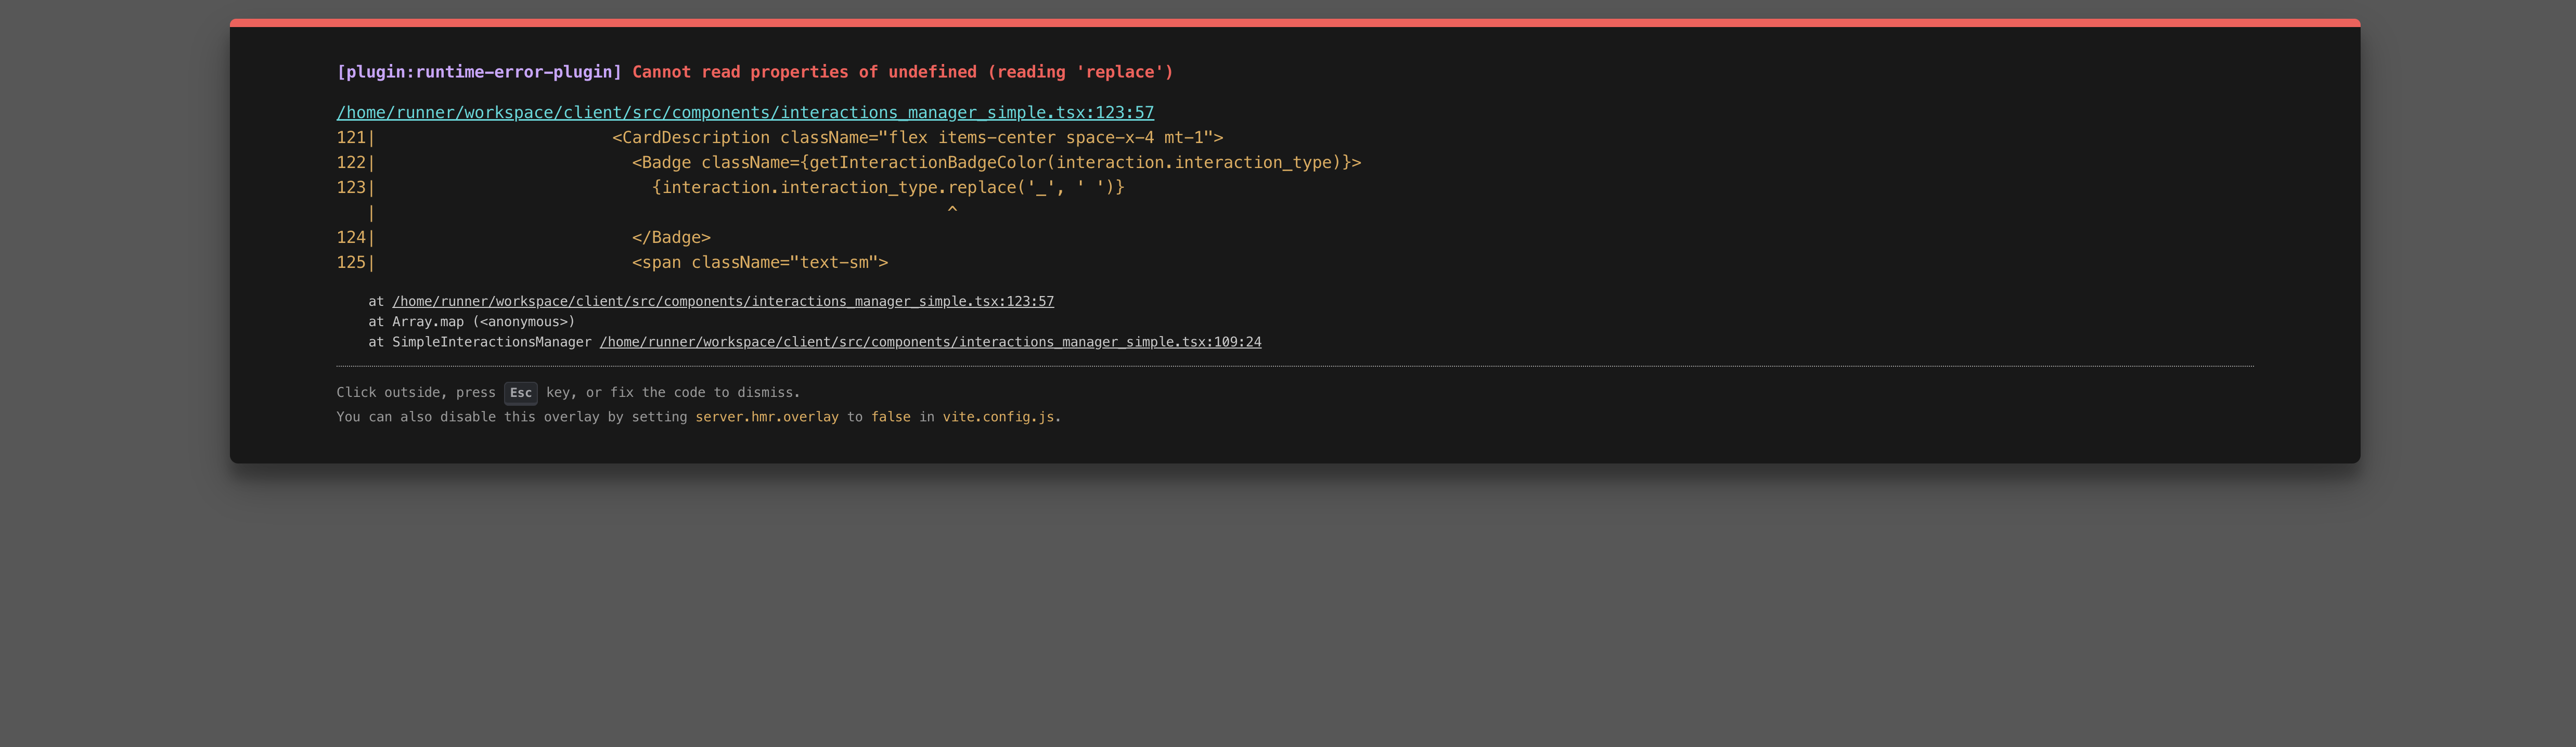 [plugin:runtime-error-plugin] Cannot read properties of undefined (reading 'replace')
/home/runner/workspace/client/src/components/interactions_manager_simple.tsx:123:57
121|                        <CardDescription className="flex items-center space-x-4 mt-1">
122|                          <Badge className={getInteractionBadgeColor(interaction.interaction_type)}>
123|                            {interaction.interaction_type.replace('_', ' ')}
   |                                                          ^
124|                          </Badge>
125|                          <span className="text-sm">
    at /home/runner/workspace/client/src/components/interactions_manager_simple.tsx:123:57
    at Array.map (<anonymous>)
    at SimpleInteractionsManager /home/runner/workspace/client/src/components/interactions_manager_simple.tsx:109:24
Click outside, press Esc key, or fix the code to dismiss.
You can also disable this overlay by setting server.hmr.overlay to false in vite.config.js.